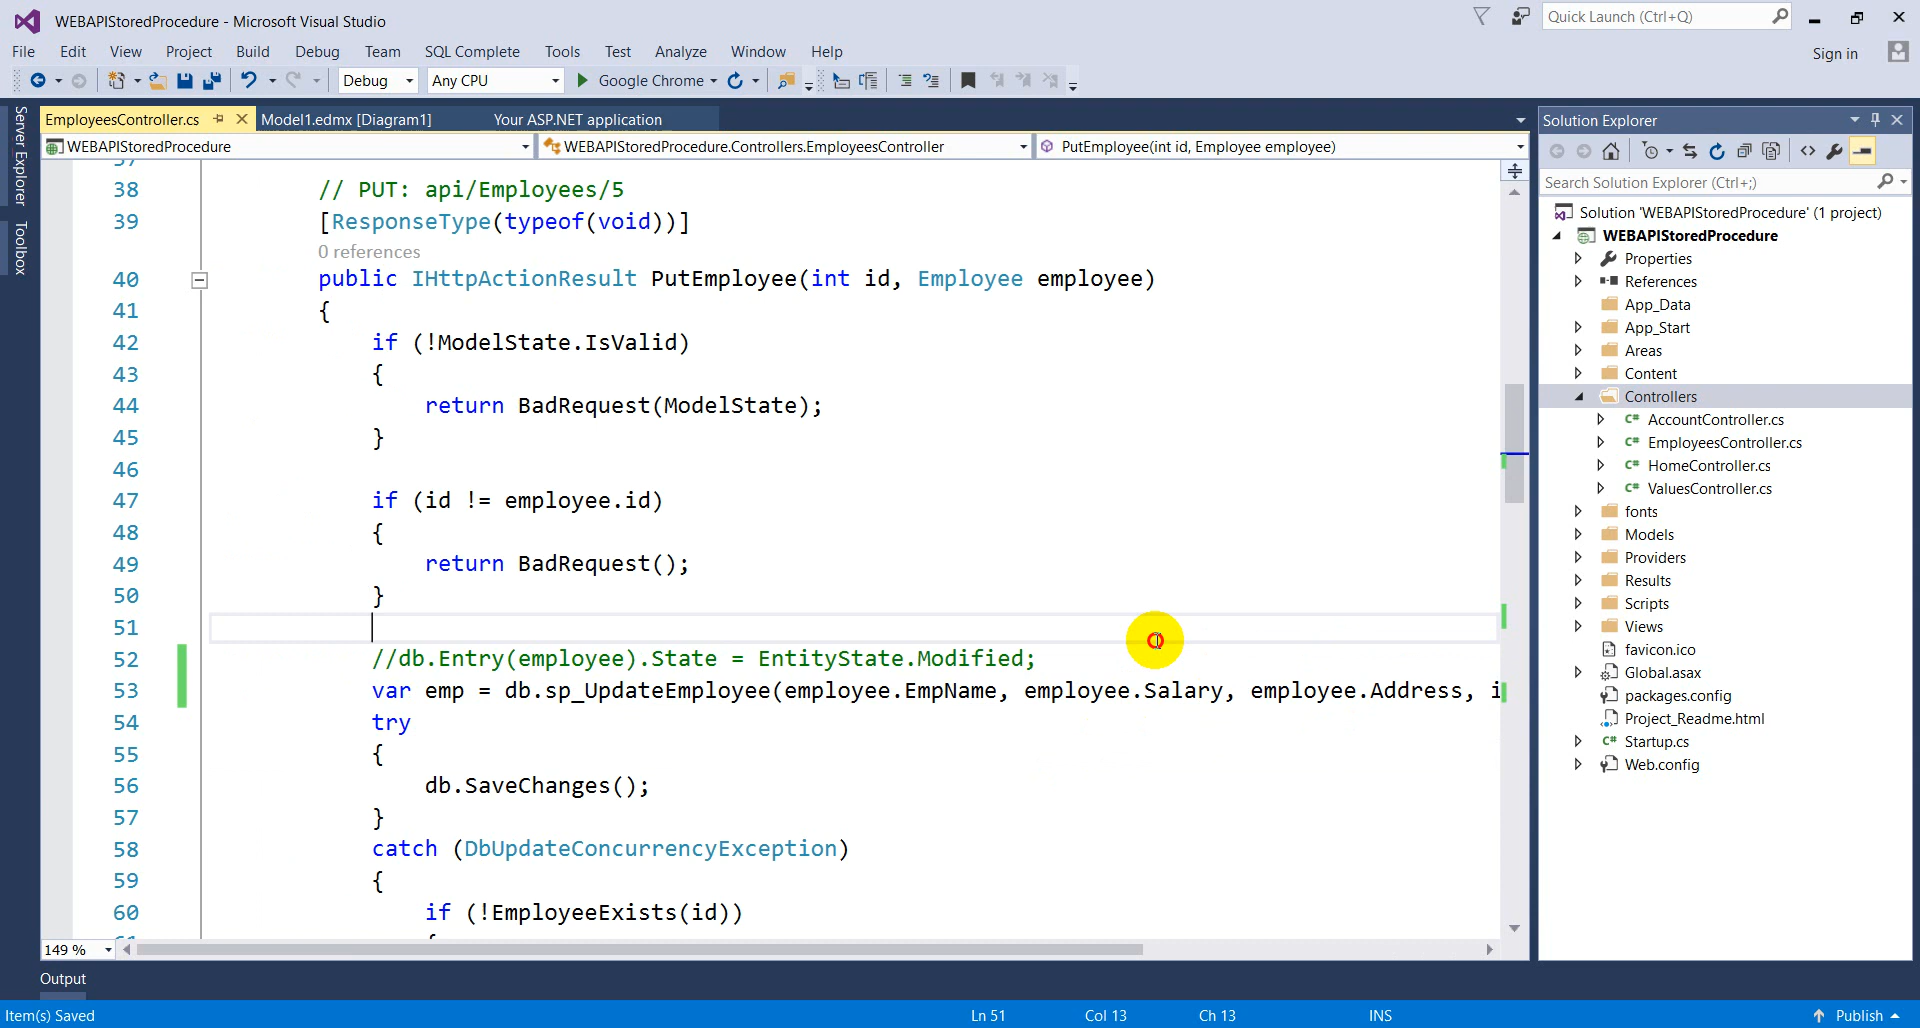 WEBAPIStoredProcedure - Microsoft Visual Studio
Quick Launch (Ctrl+Q)
File Edit View Project Build Debug Team SQL Complete Tools Test Analyze Window Help
Sign in
Debug Any CPU Google Chrome
Server Explorer
Toolbox
EmployeesController.cs Model1.edmx [Diagram1] Your ASP.NET application
WEBAPIStoredProcedure WEBAPIStoredProcedure.Controllers.EmployeesController PutEmployee(int id, Employee employee)
38 // PUT: api/Employees/5
39 [ResponseType(typeof(void))]
0 references
40 public IHttpActionResult PutEmployee(int id, Employee employee)
41 {
42 if (!ModelState.IsValid)
43 {
44 return BadRequest(ModelState);
45 }
46
47 if (id != employee.id)
48 {
49 return BadRequest();
50 }
51
52 //db.Entry(employee).State = EntityState.Modified;
53 var emp = db.sp_UpdateEmployee(employee.EmpName, employee.Salary, employee.Address, i
54 try
55 {
56 db.SaveChanges();
57 }
58 catch (DbUpdateConcurrencyException)
59 {
60 if (!EmployeeExists(id))
149 %
Solution Explorer
Search Solution Explorer (Ctrl+;)
Solution 'WEBAPIStoredProcedure' (1 project)
WEBAPIStoredProcedure
Properties
References
App_Data
App_Start
Areas
Content
Controllers
C# AccountController.cs
C# EmployeesController.cs
C# HomeController.cs
C# ValuesController.cs
fonts
Models
Providers
Results
Scripts
Views
favicon.ico
Global.asax
packages.config
Project_Readme.html
C# Startup.cs
Web.config
Output
Item(s) Saved Ln 51 Col 13 Ch 13 INS Publish